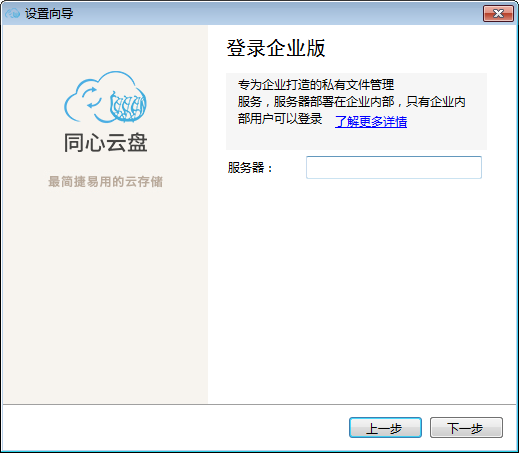 设置向导
同心云盘
最简捷易用的云存储
登录企业版
专为企业打造的私有文件管理
服务，服务器部署在企业内部，只有企业内
部用户可以登录 了解更多详情
服务器：
上一步 下一步